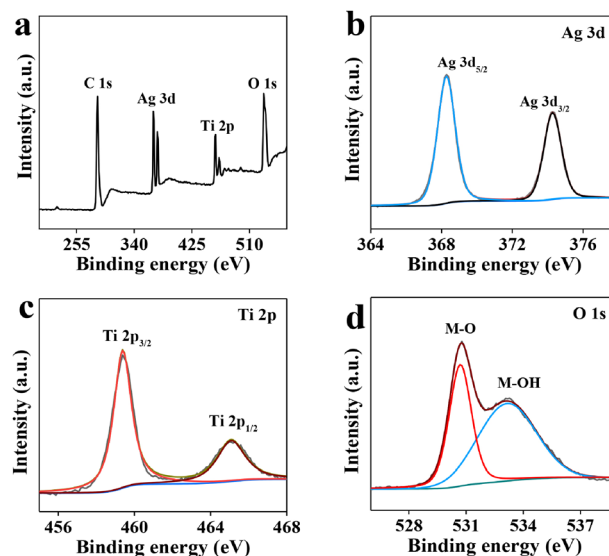 a
C 1s
Ag 3d
Ti 2p
O 1s
Intensity (a.u.)
255 340 425 510
Binding energy (eV)
b
Ag 3d
Ag 3d5/2
Ag 3d3/2
Intensity (a.u.)
364 368 372 376
Binding energy (eV)
c
Ti 2p
Ti 2p3/2
Ti 2p1/2
Intensity (a.u.)
456 460 464 468
Binding energy (eV)
d
O 1s
M-O
M-OH
Intensity (a.u.)
528 531 534 537
Binding energy (eV)